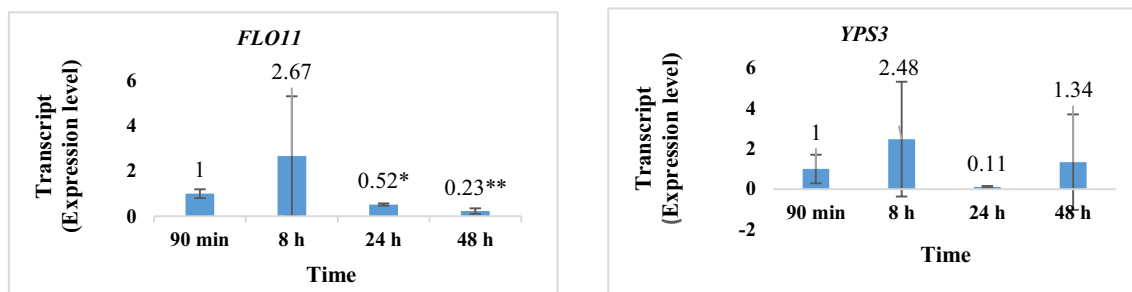 FLO11
Transcript
(Expression level)
6
4
2
0
1
2.67
0.52*
0.23**
90 min
8 h
24 h
48 h
Time
YPS3
Transcript
(Expression level)
6
4
2
0
-2
1
2.48
0.11
1.34
90 min
8 h
24 h
48 h
Time